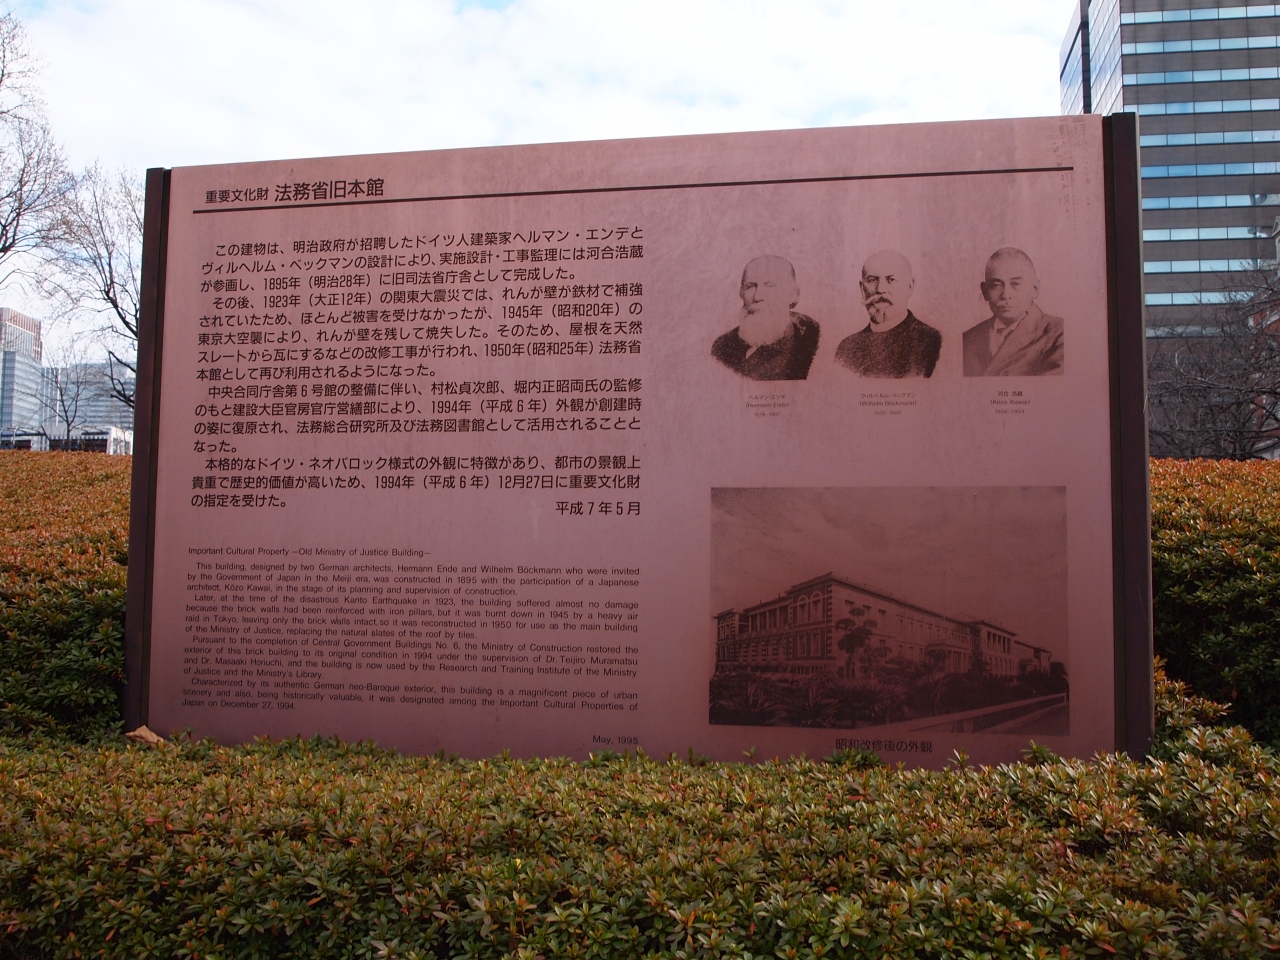 重要文化財 法務省旧本館
この建物は、明治政府が招聘したドイツ人建築家ヘルマン・エンデと
ヴィルヘルム・ベックマンの設計により、実施設計・工事監理には河合浩蔵
が参画し、1895年（明治28年）に旧司法省庁舎として完成した。
その後、1923年（大正12年）の関東大震災では、れんが壁が鉄材で補強
されていたため、ほとんど被害を受けなかったが、1945年（昭和20年）の
東京大空襲により、れんが壁を残して焼失した。そのため、屋根を天然
スレートから瓦にするなどの改修工事が行われ、1950年（昭和25年）法務省
本館として再び利用されるようになった。
中央合同庁舎第6号館の整備に伴い、村松貞次郎、堀内正昭両氏の監修
のもと建設大臣官房官庁営繕部により、1994年（平成6年）外観が創建時
の姿に復原され、法務総合研究所及び法務図書館として活用されることと
なった。
本格的なドイツ・ネオバロック様式の外観に特徴があり、都市の景観上
貴重で歴史的価値が高いため、1994年（平成6年）12月27日に重要文化財
の指定を受けた。
平成7年5月
Important Cultural Property —Old Ministry of Justice Building—
This building, designed by two German architects, Hermann Ende and Wilhelm Böckmann who were invited
by the Government of Japan in the Meiji era, was constructed in 1895 with the participation of a Japanese
architect, Kōzo Kawai, in the stage of its planning and supervision of construction.
Later, at the time of the disastrous Kanto Earthquake in 1923, the building suffered almost no damage
because the brick walls had been reinforced with iron pillars, but it was burnt down in 1945 by a heavy air
raid in Tokyo, leaving only the brick walls intact, so it was reconstructed in 1950 for use as the main building
of the Ministry of Justice, replacing the natural slates of the roof by tiles.
Pursuant to the completion of Central Government Buildings No. 6, the Ministry of Construction restored the
exterior of this brick building to its original condition in 1994 under the supervision of Dr. Teijiro Muramatsu
and Dr. Masaaki Horiuchi, and the building is now used by the Research and Training Institute of the Ministry
of Justice and the Ministry's Library.
Characterized by its authentic German neo-Baroque exterior, this building is a magnificent piece of urban
scenery and also, being historically valuable, it was designated among the Important Cultural Properties of
Japan on December 27, 1994.
May, 1995
ヘルマン・エンデ
(Hermann Ende)
ヴィルヘルム・ベックマン
(Wilhelm Böckmann)
河合 浩蔵
(Kōzo Kawai)
昭和改修後の外観